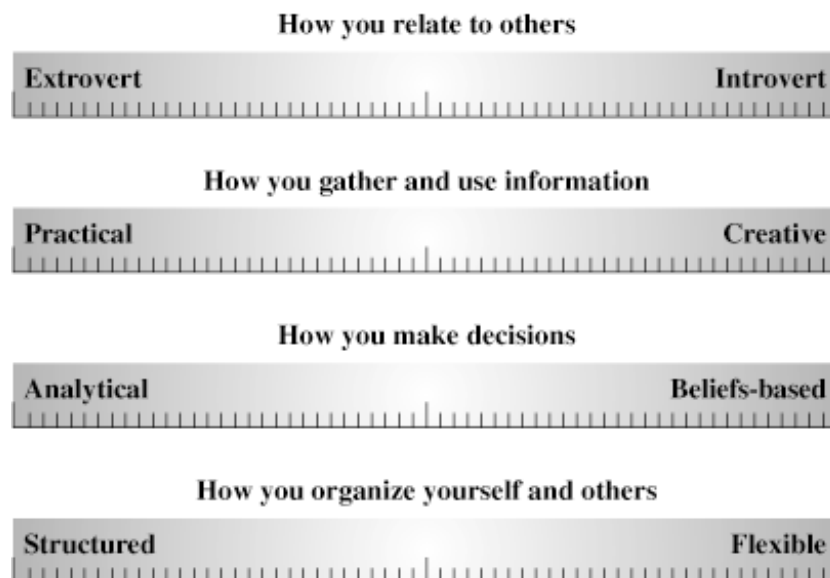 How you relate to others
Extrovert Introvert
How you gather and use information
Practical Creative
How you make decisions
Analytical Beliefs-based
How you organize yourself and others
Structured Flexible